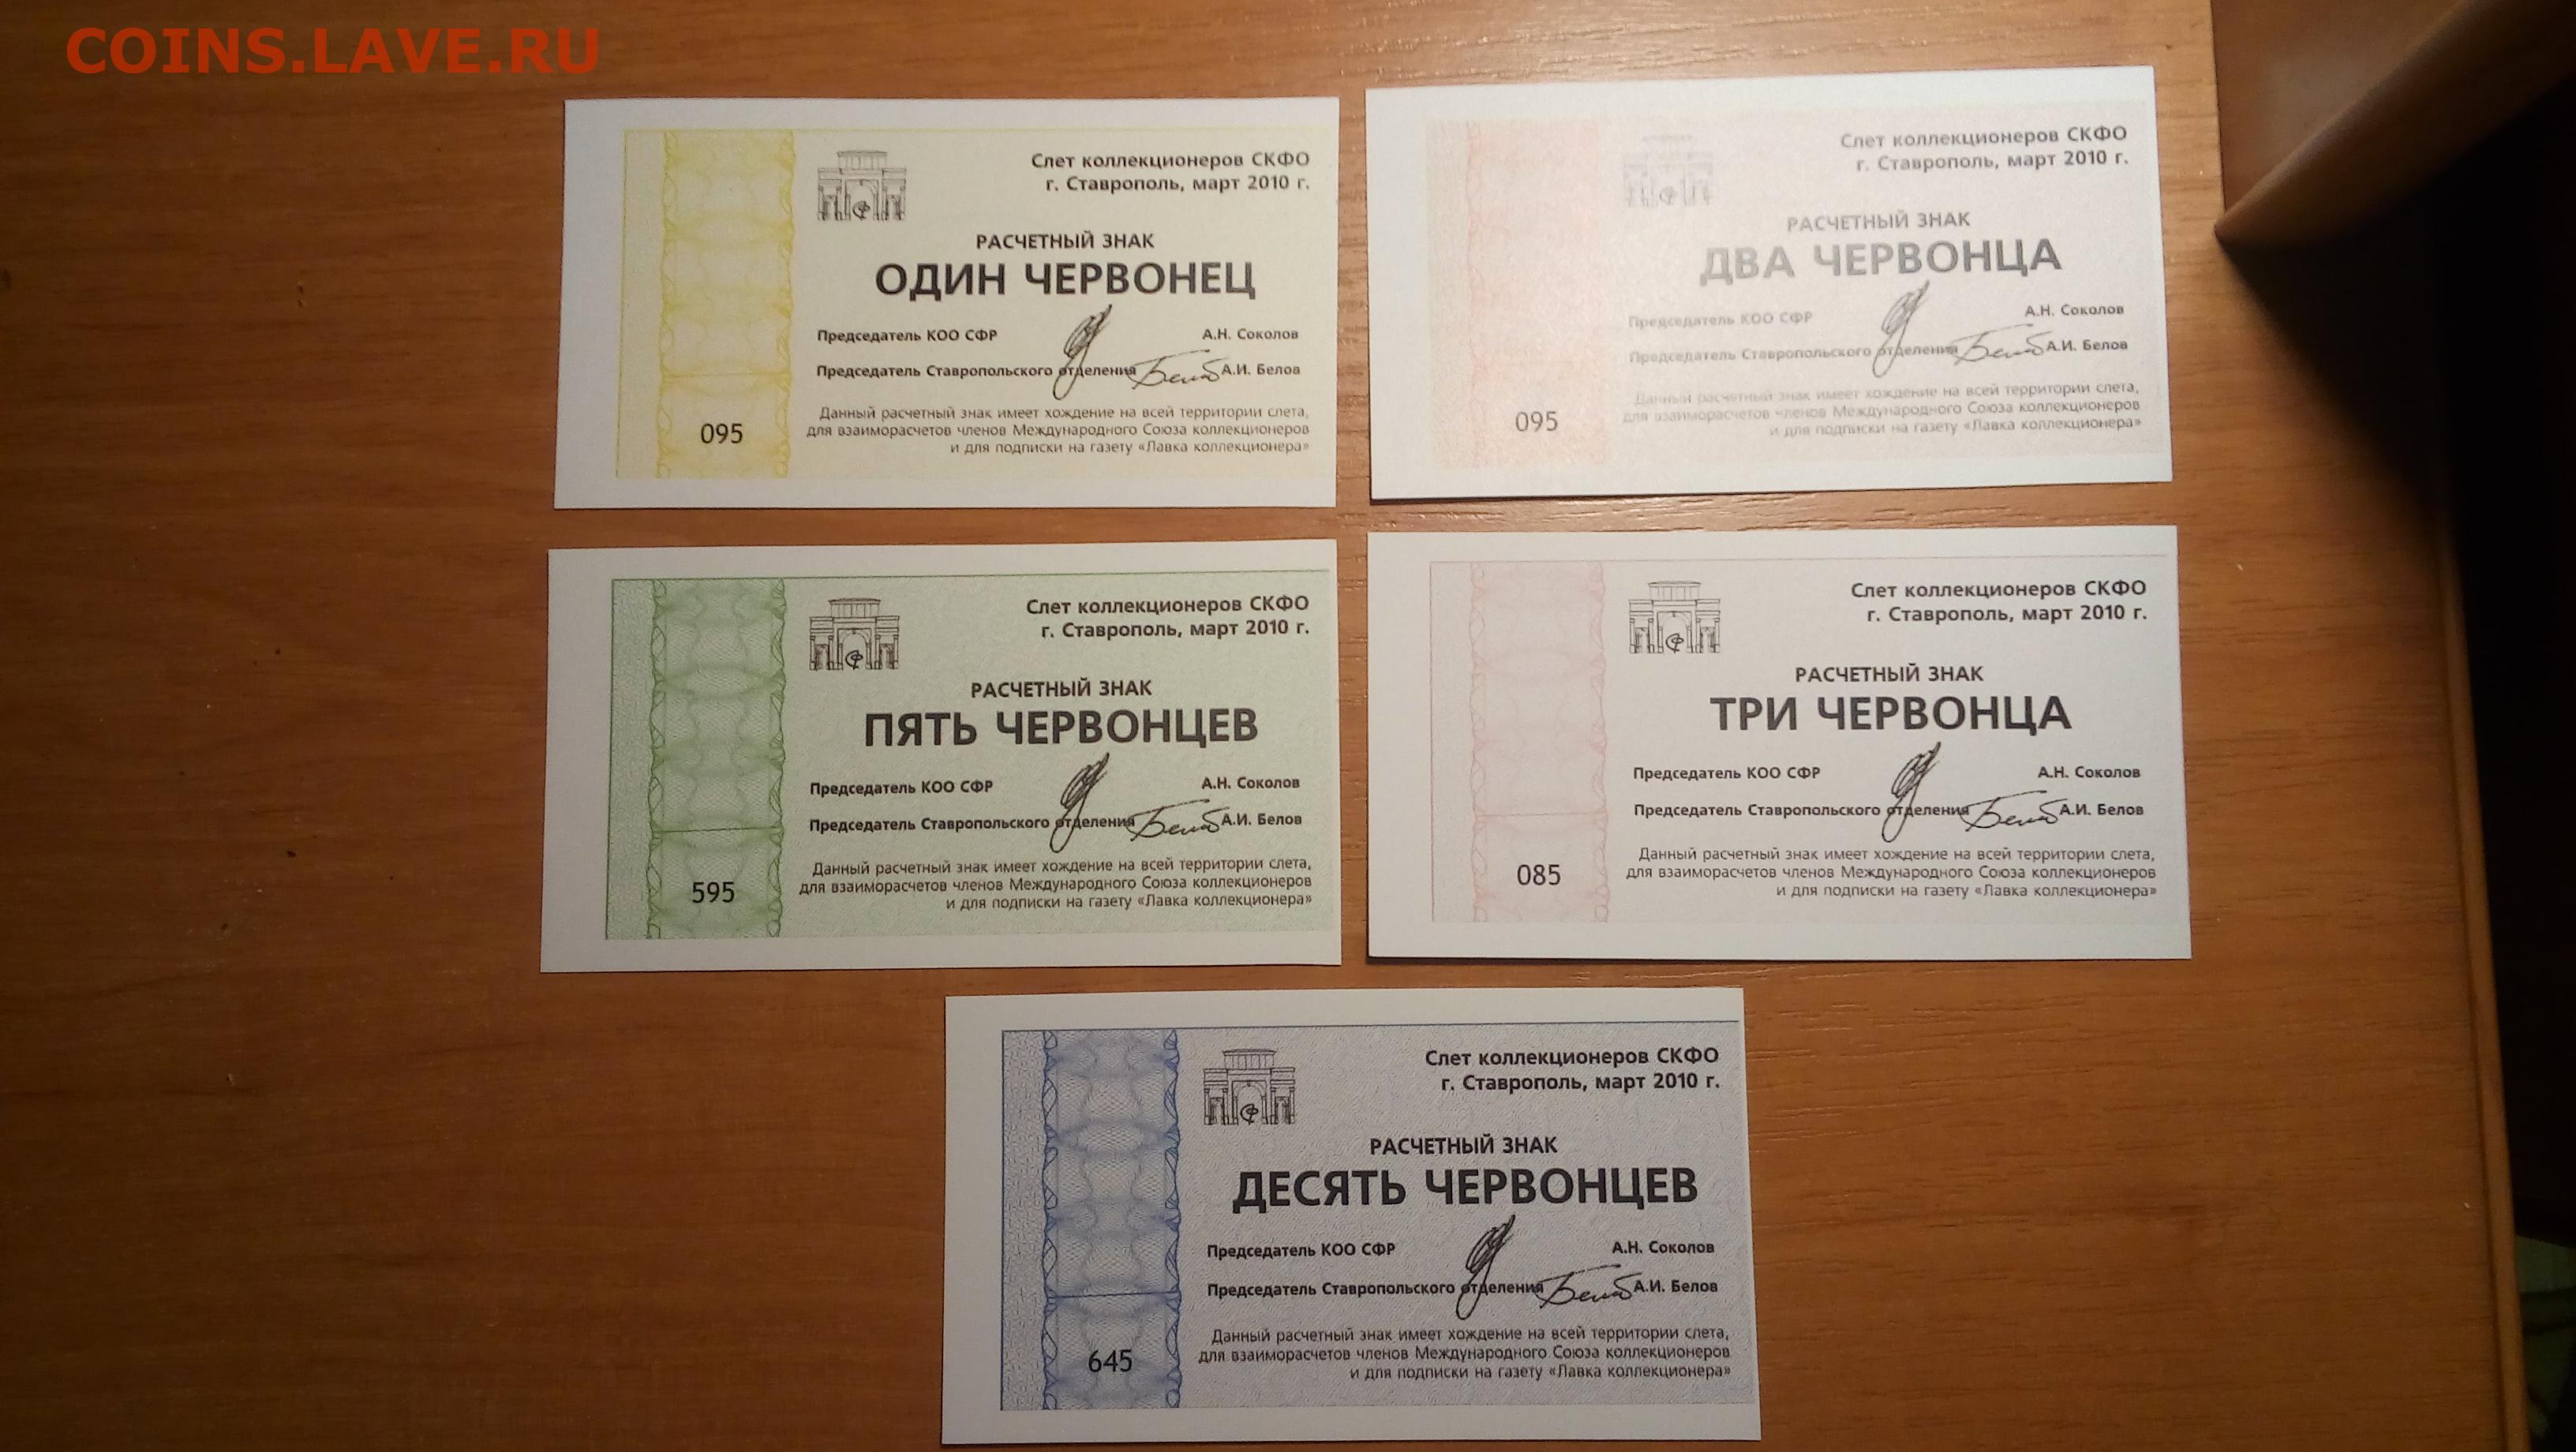 COINS.LAVE.RU
Слет коллекционеров СКФО
г. Ставрополь, март 2010 г.
РАСЧЕТНЫЙ ЗНАК
ОДИН ЧЕРВОНЕЦ
Председатель КОО СФР А.Н. Соколов
Председатель Ставропольского отделения А.И. Белов
Данный расчетный знак имеет хождение на всей территории слета,
для взаиморасчетов членов Международного Союза коллекционеров
и для подписки на газету «Лавка коллекционера»
095
Слет коллекционеров СКФО
г. Ставрополь, март 2010 г.
РАСЧЕТНЫЙ ЗНАК
ДВА ЧЕРВОНЦА
Председатель КОО СФР А.Н. Соколов
Председатель Ставропольского отделения А.И. Белов
Данный расчетный знак имеет хождение на всей территории слета,
для взаиморасчетов членов Международного Союза коллекционеров
и для подписки на газету «Лавка коллекционера»
095
Слет коллекционеров СКФО
г. Ставрополь, март 2010 г.
РАСЧЕТНЫЙ ЗНАК
ПЯТЬ ЧЕРВОНЦЕВ
Председатель КОО СФР А.Н. Соколов
Председатель Ставропольского отделения А.И. Белов
Данный расчетный знак имеет хождение на всей территории слета,
для взаиморасчетов членов Международного Союза коллекционеров
и для подписки на газету «Лавка коллекционера»
595
Слет коллекционеров СКФО
г. Ставрополь, март 2010 г.
РАСЧЕТНЫЙ ЗНАК
ТРИ ЧЕРВОНЦА
Председатель КОО СФР А.Н. Соколов
Председатель Ставропольского отделения А.И. Белов
Данный расчетный знак имеет хождение на всей территории слета,
для взаиморасчетов членов Международного Союза коллекционеров
и для подписки на газету «Лавка коллекционера»
085
Слет коллекционеров СКФО
г. Ставрополь, март 2010 г.
РАСЧЕТНЫЙ ЗНАК
ДЕСЯТЬ ЧЕРВОНЦЕВ
Председатель КОО СФР А.Н. Соколов
Председатель Ставропольского отделения А.И. Белов
Данный расчетный знак имеет хождение на всей территории слета,
для взаиморасчетов членов Международного Союза коллекционеров
и для подписки на газету «Лавка коллекционера»
645